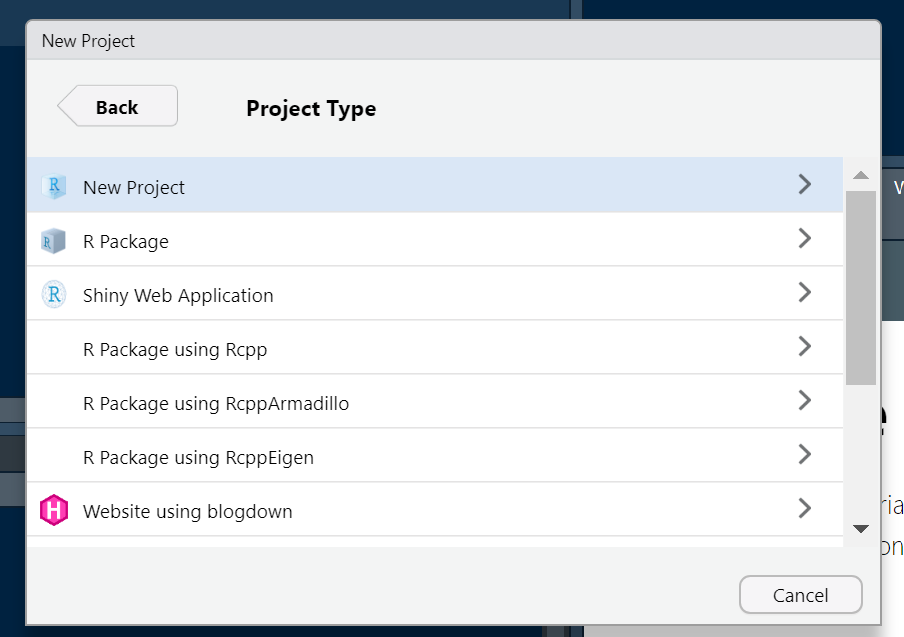 New Project
Back
Project Type
R New Project
R R Package
R Shiny Web Application
R Package using Rcpp
R Package using RcppArmadillo
R Package using RcppEigen
H Website using blogdown
Cancel